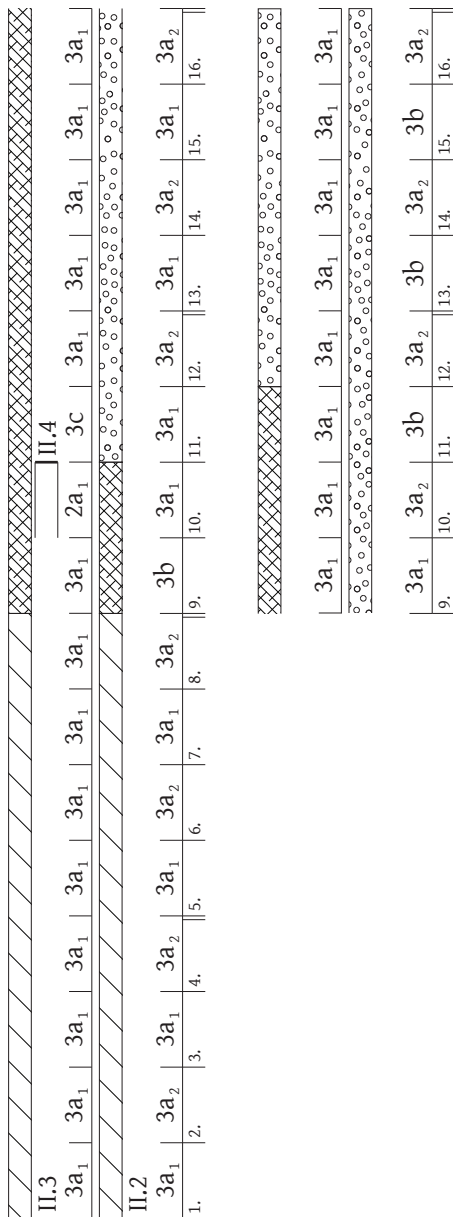 II.3 II.4
3a₁ 3a₁ 3a₁ 3a₁ 3a₁ 3a₁ 3a₁ 3a₁ 3a₁ 2a₁ 3c 3a₁ 3a₁ 3a₁ 3a₁ 3a₁
II.2
3a₁ 3a₂ 3a₁ 3a₂ 3a₁ 3a₂ 3a₁ 3a₂ 3b 3a₁ 3a₁ 3a₂ 3a₁ 3a₂ 3a₁ 3a₂
1. 2. 3. 4. 5. 6. 7. 8. 9. 10. 11. 12. 13. 14. 15. 16.
3a₁ 3a₁ 3a₁ 3a₁ 3a₁ 3a₁ 3a₁ 3a₁
3a₁ 3a₂ 3b 3a₂ 3b 3a₂ 3b 3a₂
9. 10. 11. 12. 13. 14. 15. 16.